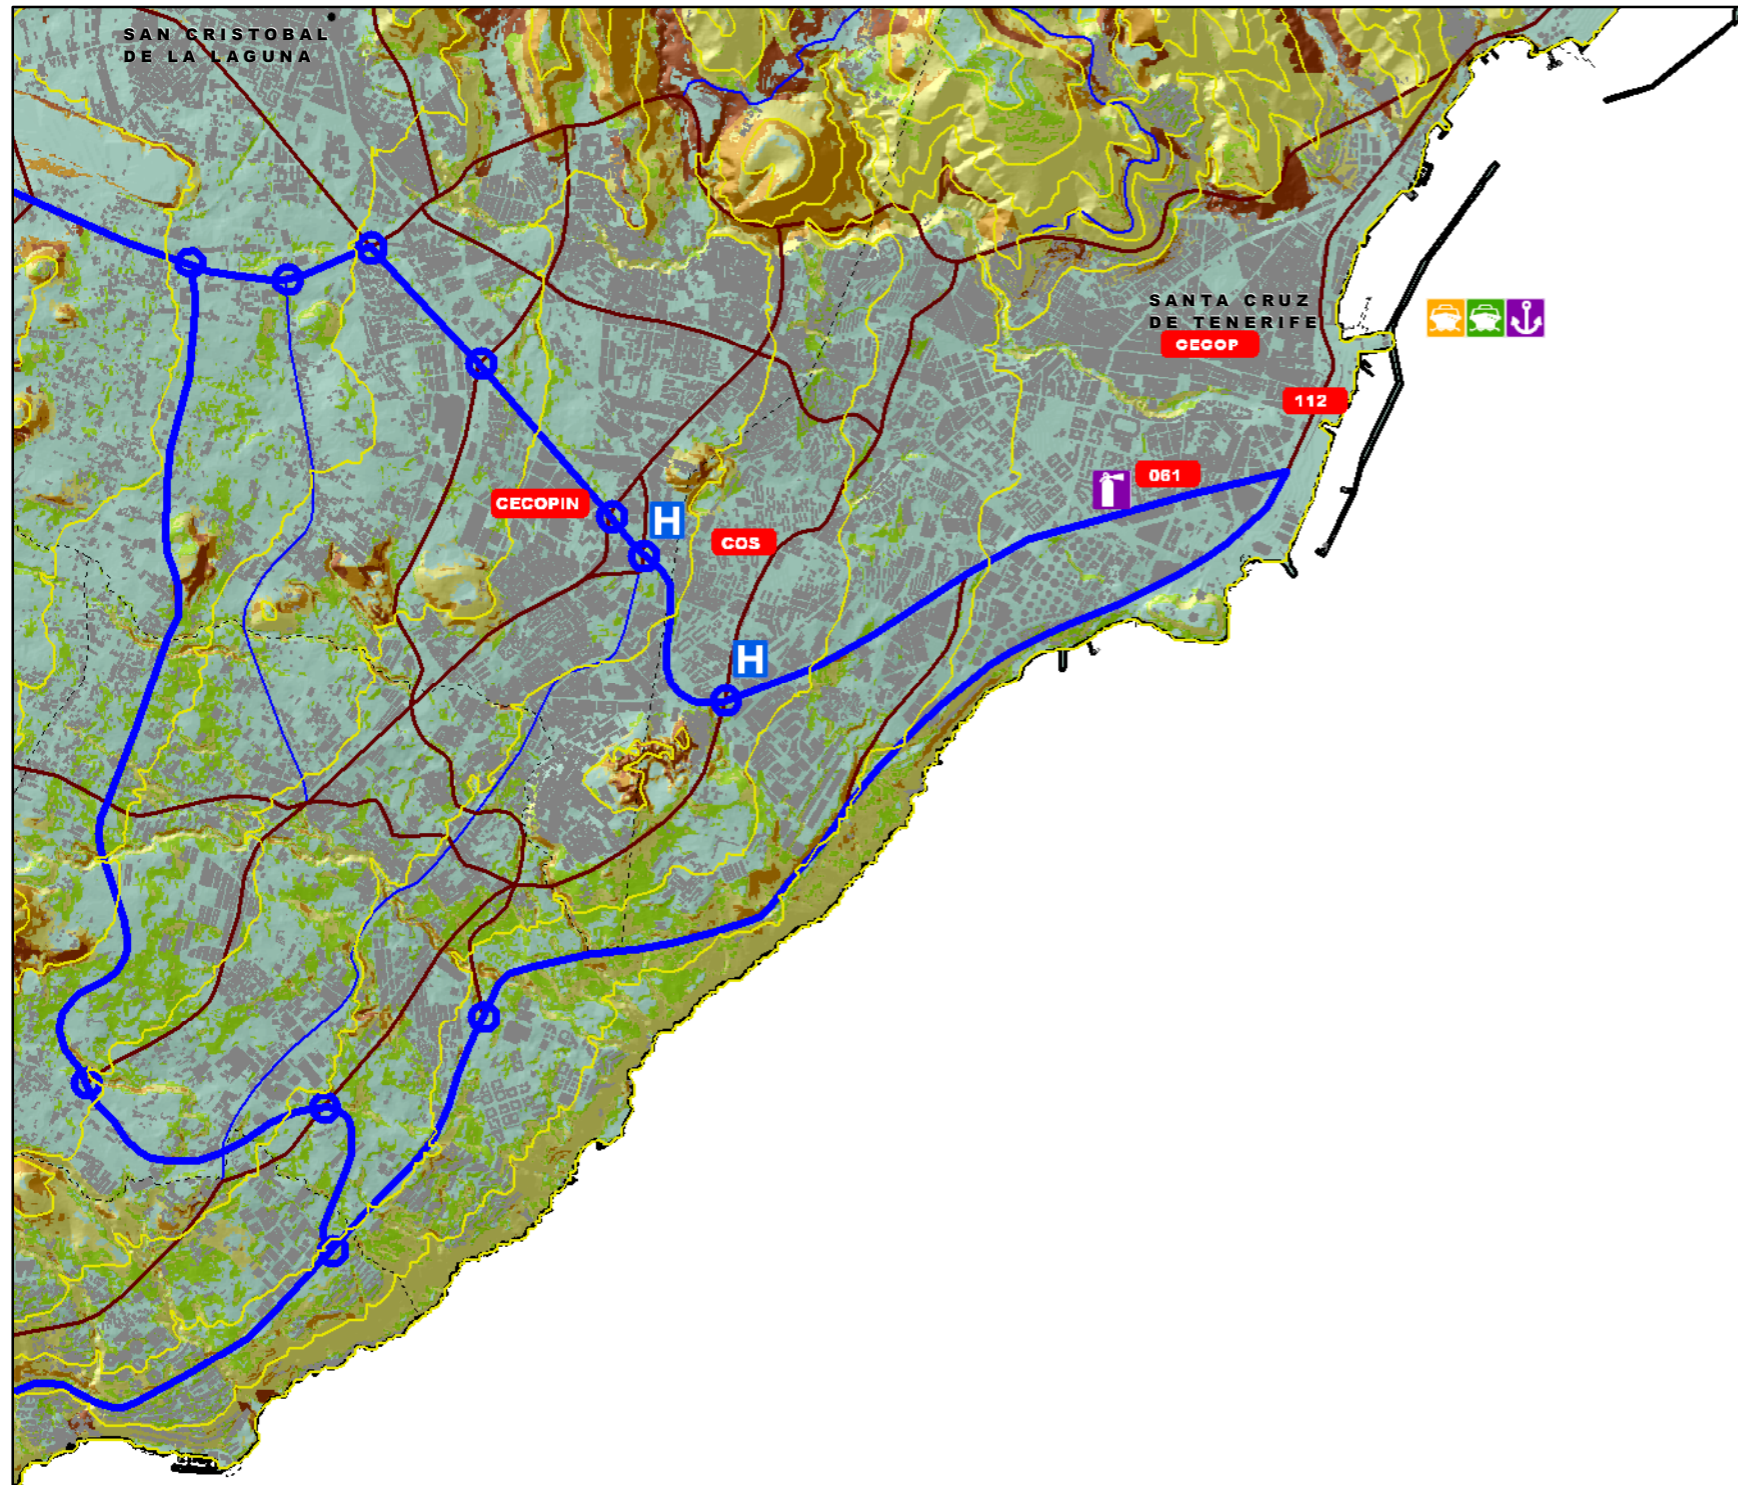 SAN CRISTOBAL
DE LA LAGUNA
SANTA CRUZ
DE TENERIFE
CECOP
112
061
CECOPIN
H
COS
H